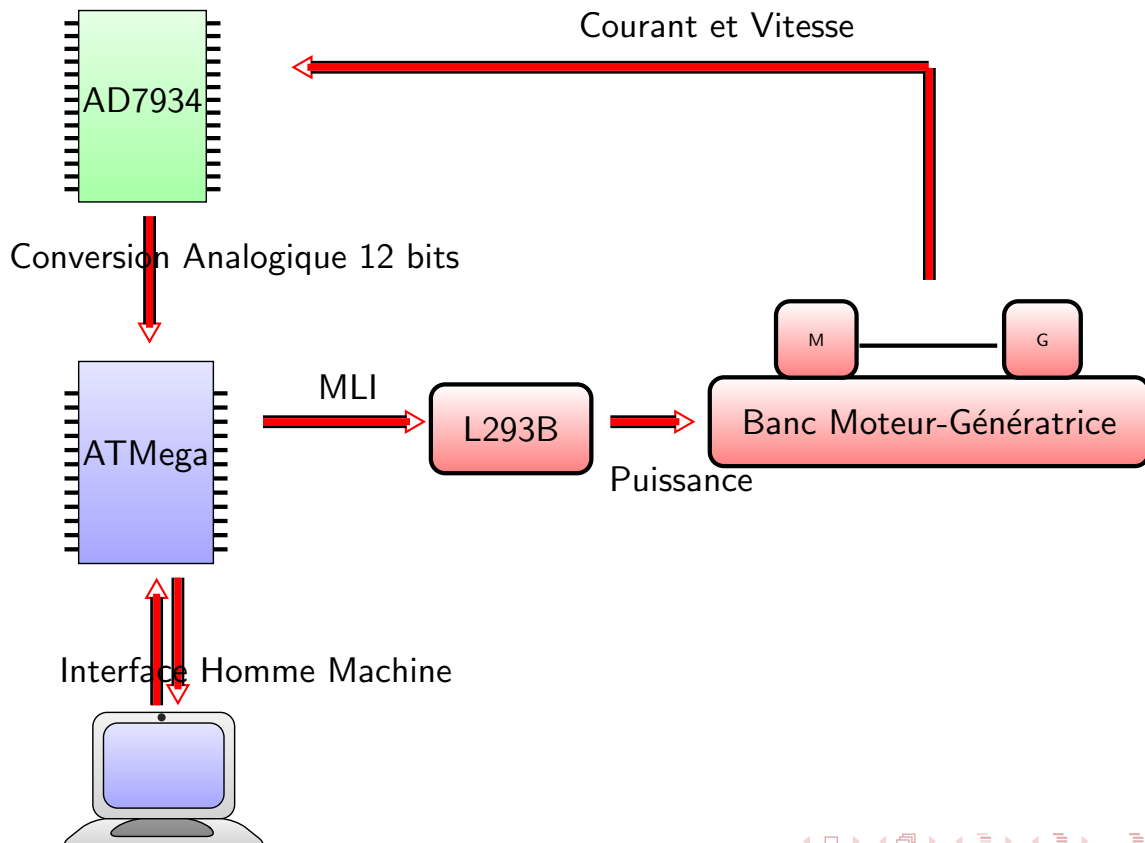 Courant et Vitesse
AD7934
Conversion Analogique 12 bits
M
G
MLI
ATMega
L293B
Banc Moteur-Génératrice
Puissance
Interface Homme Machine